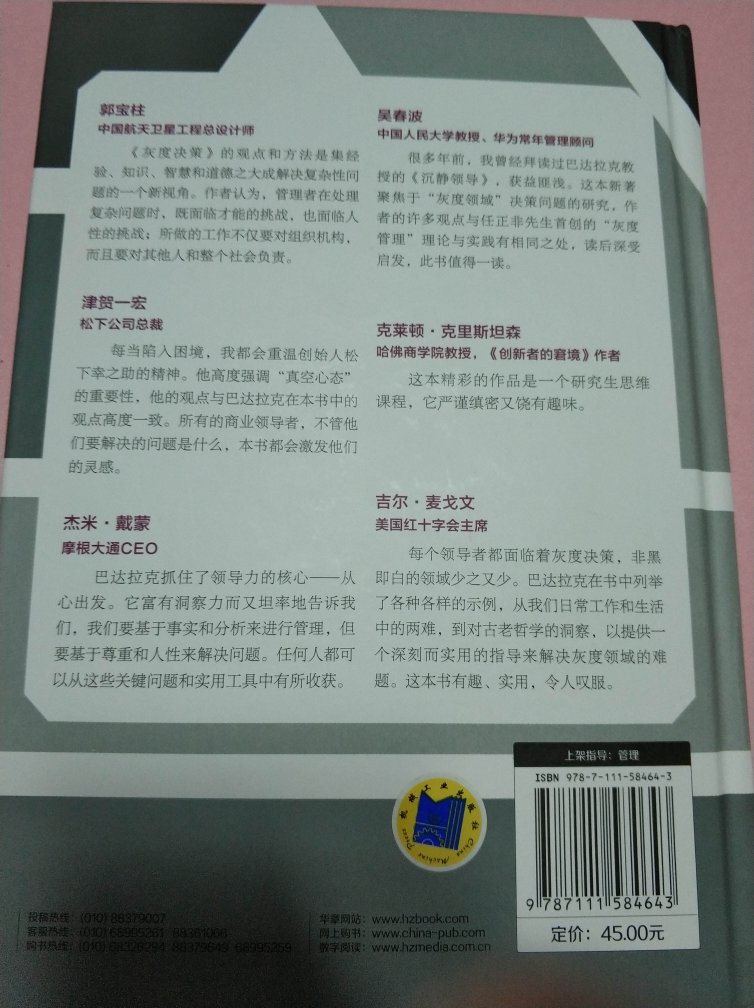 郭宝柱
中国航天卫星工程总设计师
《灰度决策》的观点和方法是集经
验、知识、智慧和道德之大成解决复杂性问
题的一个新视角。作者认为，管理者在处理
复杂问题时，既面临才能的挑战，也面临人
性的挑战；所做的工作不仅要对组织机构，
而且要对其他人和整个社会负责。
津贺一宏
松下公司总裁
每当陷入困境，我都会重温创始人松
下幸之助的精神。他高度强调“真空心态”
的重要性，他的观点与巴达拉克在本书中的
观点高度一致。所有的商业领导者，不管他
们要解决的问题是什么，本书都会激发他们
的灵感。
杰米·戴蒙
摩根大通CEO
巴达拉克抓住了领导力的核心——从
心出发。它富有洞察力而又坦率地告诉我
们，我们要基于事实和分析来进行管理，但
要基于尊重和人性来解决问题。任何人都可
以从这些关键问题和实用工具中有所收获。
吴春波
中国人民大学教授、华为常年管理顾问
很多年前，我曾经拜读过巴达拉克教
授的《沉静领导》，获益匪浅。这本新著
聚焦于“灰度领域”决策问题的研究，作
者的许多观点与任正非先生首创的“灰度
管理”理论与实践有相同之处，读后深受
启发，此书值得一读。
克莱顿·克里斯坦森
哈佛商学院教授，《创新者的窘境》作者
这本精彩的作品是一个研究生思维
课程，它严谨缜密又饶有趣味。
吉尔·麦戈文
美国红十字会主席
每个领导者都面临着灰度决策，非黑
即白的领域少之又少。巴达拉克在书中列举
了各种各样的示例，从我们日常工作和生活
中的两难，到对古老哲学的洞察，以提供一
个深刻而实用的指导来解决灰度领域的难
题。这本书有趣、实用，令人叹服。
上架指导：管理
ISBN 978-7-111-58464-3
9 787111 584643
定价：45.00元
机械工业出版社
China Machine Press
投稿热线：(010) 88379007
客服热线：(010) 68995261 88361066
购书热线：(010) 68326294 88379649 68995259
华章网站：www.hzbook.com
网上购书：www.china-pub.com
数字阅读：www.hzmedia.com.cn